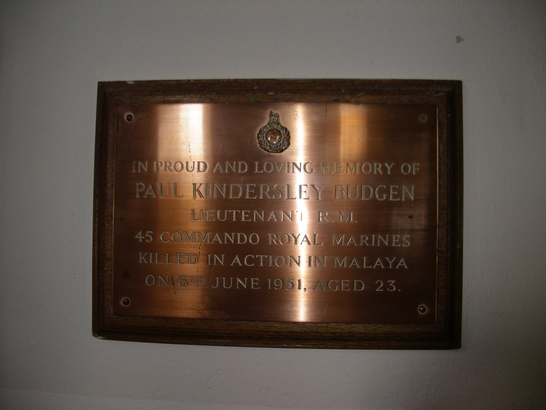 IN PROUD AND LOVING MEMORY OF
PAUL KINDERSLEY BUDGEN
LIEUTENANT R.M.
45 COMMANDO ROYAL MARINES
KILLED IN ACTION IN MALAYA
ON 6TH JUNE 1951, AGED 23.